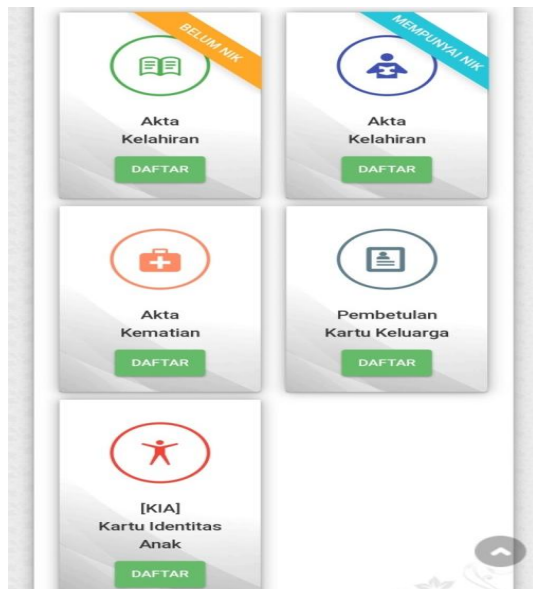 BELUM NIK
Akta
Kelahiran
DAFTAR
MEMPUNYAI NIK
Akta
Kelahiran
DAFTAR
Akta
Kematian
DAFTAR
Pembetulan
Kartu Keluarga
DAFTAR
[KIA]
Kartu Identitas
Anak
DAFTAR